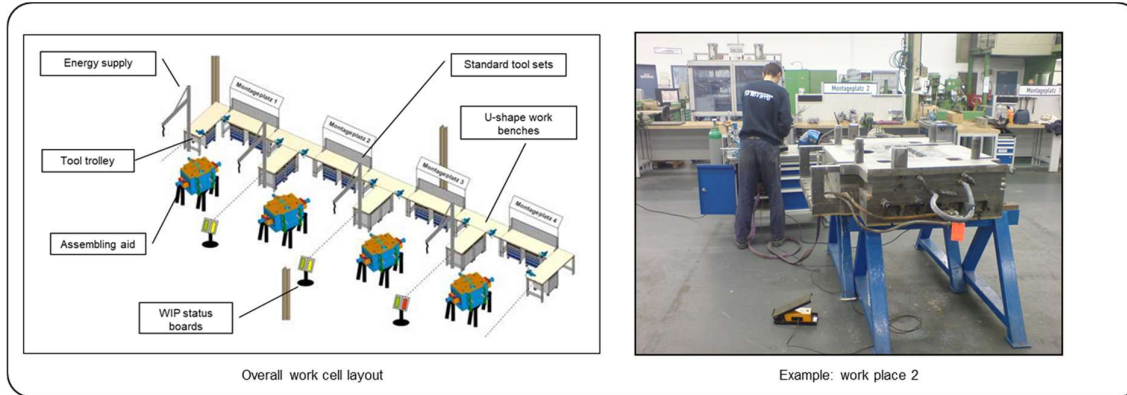 Energy supply
Standard tool sets
U-shape work
benches
Tool trolley
Assembling aid
WIP status
boards
Montageplatz 1
Montageplatz 2
Montageplatz 3
Montageplatz 4
Overall work cell layout
Montageplatz 2
Montageplatz 1
Example: work place 2